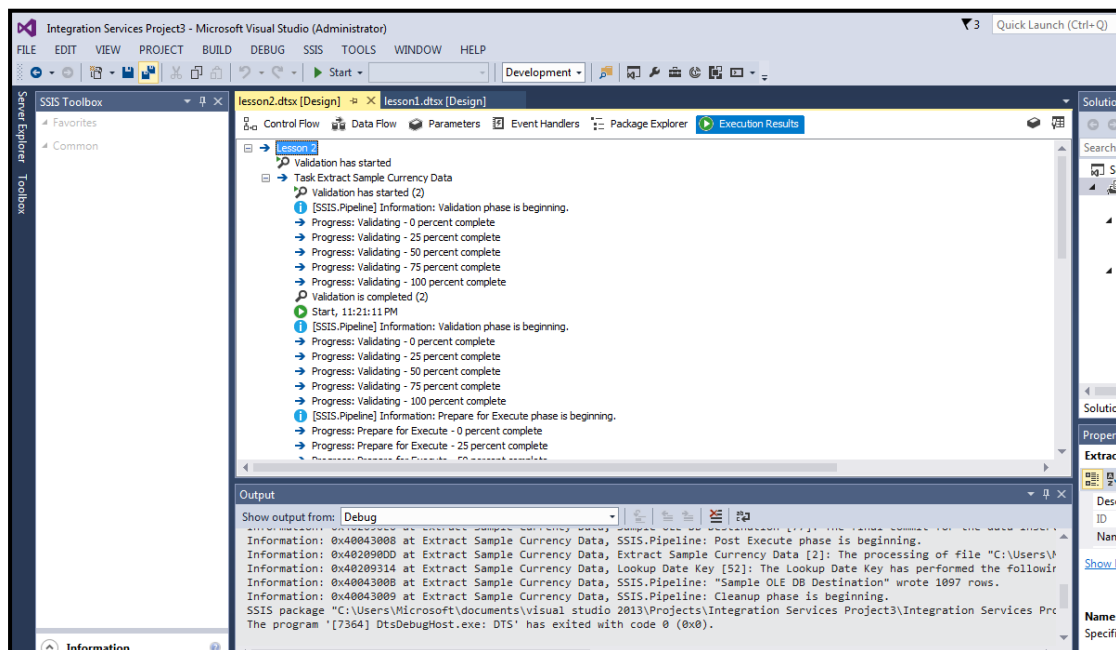 Integration Services Project3 - Microsoft Visual Studio (Administrator)
3
Quick Launch (Ctrl+Q)
FILE EDIT VIEW PROJECT BUILD DEBUG SSIS TOOLS WINDOW HELP
Start
Development
Server Explorer
Toolbox
SSIS Toolbox
Favorites
Common
lesson2.dtsx [Design]
lesson1.dtsx [Design]
Control Flow Data Flow Parameters Event Handlers Package Explorer Execution Results
Lesson 2
Validation has started
Task Extract Sample Currency Data
Validation has started (2)
[SSIS.Pipeline] Information: Validation phase is beginning.
Progress: Validating - 0 percent complete
Progress: Validating - 25 percent complete
Progress: Validating - 50 percent complete
Progress: Validating - 75 percent complete
Progress: Validating - 100 percent complete
Validation is completed (2)
Start, 11:21:11 PM
[SSIS.Pipeline] Information: Validation phase is beginning.
Progress: Validating - 0 percent complete
Progress: Validating - 25 percent complete
Progress: Validating - 50 percent complete
Progress: Validating - 75 percent complete
Progress: Validating - 100 percent complete
[SSIS.Pipeline] Information: Prepare for Execute phase is beginning.
Progress: Prepare for Execute - 0 percent complete
Progress: Prepare for Execute - 25 percent complete
Progress: Prepare for Execute - 50 percent complete
Output
Show output from: Debug
Information: 0x40043008 at Extract Sample Currency Data, SSIS.Pipeline: Post Execute phase is beginning.
Information: 0x402090DD at Extract Sample Currency Data, Extract Sample Currency Data [2]: The processing of file "C:\Users\M
Information: 0x40209314 at Extract Sample Currency Data, Lookup Date Key [52]: The Lookup Date Key has performed the followin
Information: 0x4004300B at Extract Sample Currency Data, SSIS.Pipeline: "Sample OLE DB Destination" wrote 1097 rows.
Information: 0x40043009 at Extract Sample Currency Data, SSIS.Pipeline: Cleanup phase is beginning.
SSIS package "C:\Users\Microsoft\documents\visual studio 2013\Projects\Integration Services Project3\Integration Services Pro
The program '[7364] DtsDebugHost.exe: DTS' has exited with code 0 (0x0).
Information
Solutio
Search
S
Solutio
Proper
Extrac
Des
ID
Nan
Show
Name
Specifi